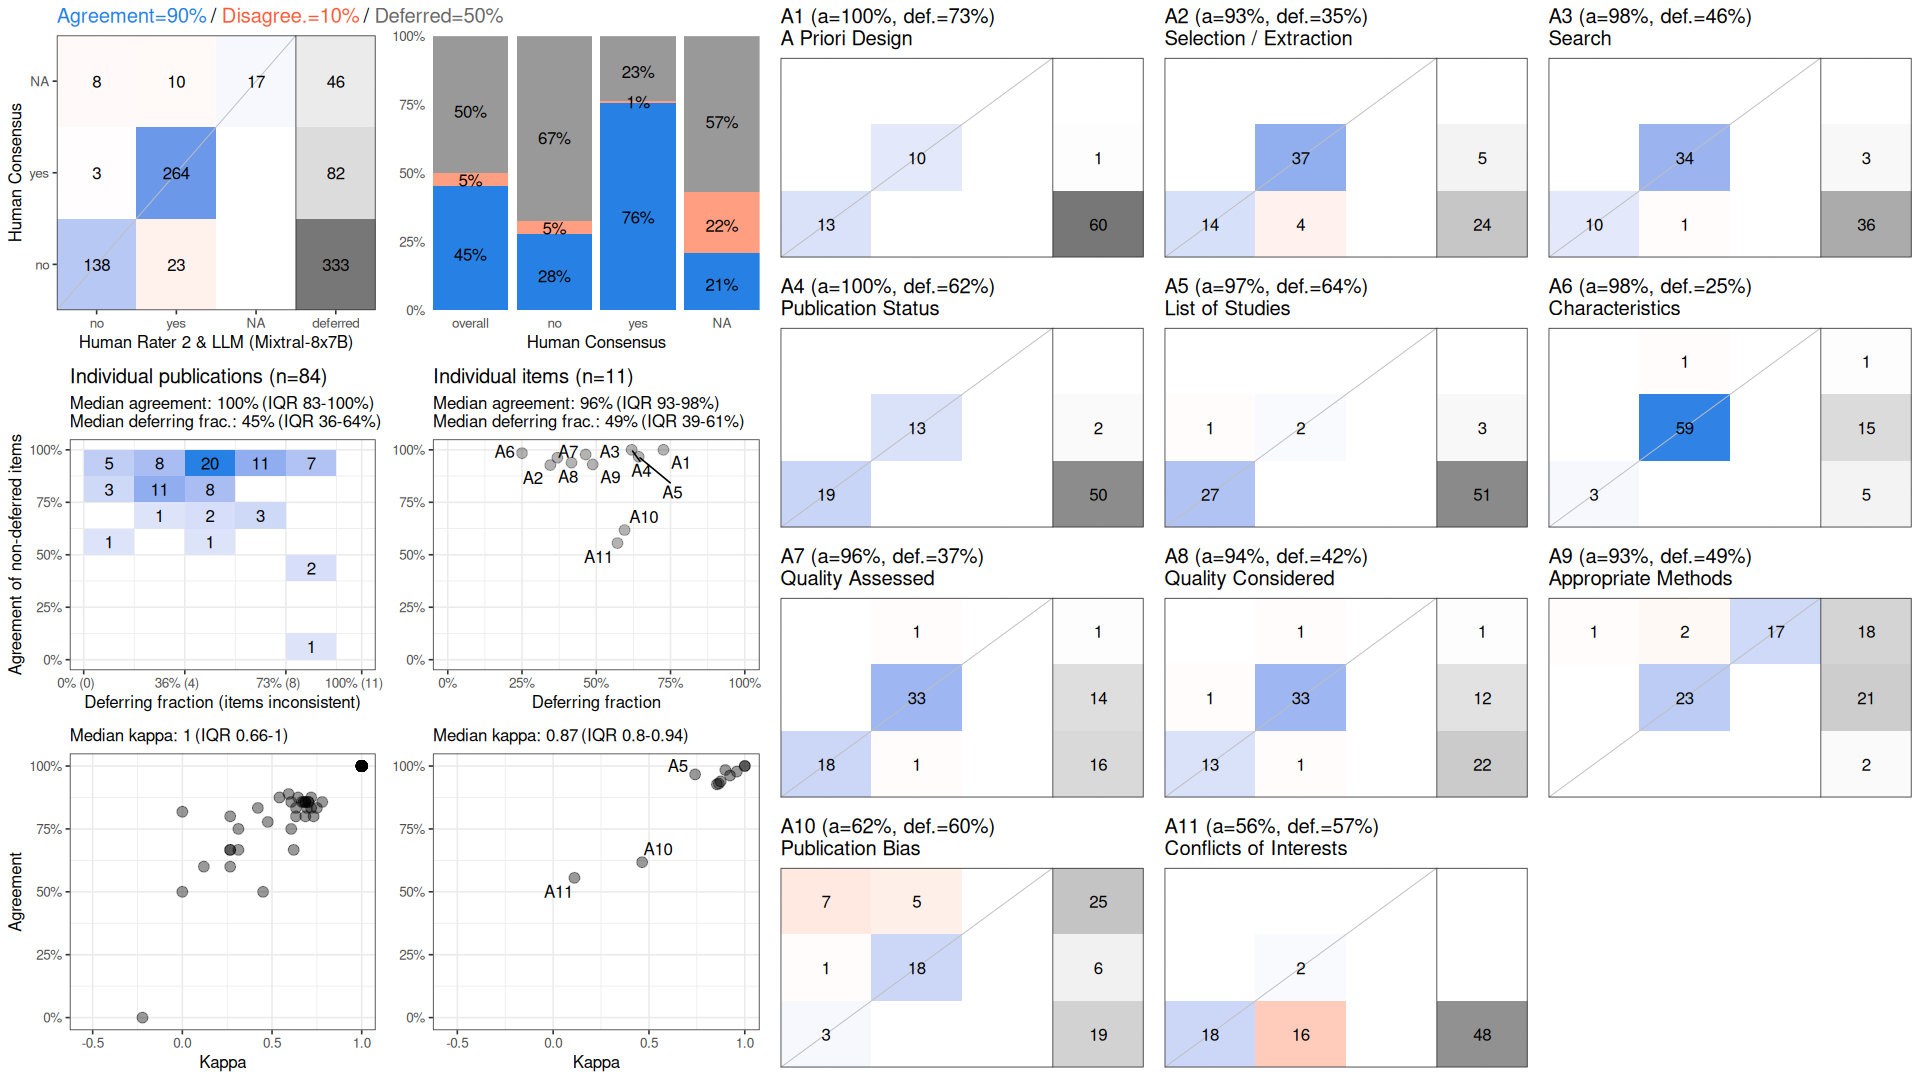 Agreement=90% / Disagree.=10% / Deferred=50%
Human Consensus
NA
yes
no
8 10 17 46
3 264 82
138 23 333
no yes NA deferred
Human Rater 2 & LLM (Mixtral-8x7B)
100%
75%
50%
25%
0%
50% 67% 23% 57%
5% 5% 1% 22%
45% 28% 76% 21%
overall no yes NA
Human Consensus
Individual publications (n=84)
Median agreement: 100% (IQR 83-100%)
Median deferring frac.: 45% (IQR 36-64%)
Agreement of non-deferred items
100%
75%
50%
25%
0%
5 8 20 11 7
3 11 8
1 2 3
1 1
2
1
0% (0) 36% (4) 73% (8) 100% (11)
Deferring fraction (items inconsistent)
Individual items (n=11)
Median agreement: 96% (IQR 93-98%)
Median deferring frac.: 49% (IQR 39-61%)
100%
75%
50%
25%
0%
A6 A7 A3 A1
A2 A8 A9 A4
A5
A10
A11
0% 25% 50% 75% 100%
Deferring fraction
Median kappa: 1 (IQR 0.66-1)
Agreement
100%
75%
50%
25%
0%
-0.5 0.0 0.5 1.0
Kappa
Median kappa: 0.87 (IQR 0.8-0.94)
100%
75%
50%
25%
0%
A5
A10
A11
-0.5 0.0 0.5 1.0
Kappa
A1 (a=100%, def.=73%)
A Priori Design
10 1
13 60
A2 (a=93%, def.=35%)
Selection / Extraction
37 5
14 4 24
A3 (a=98%, def.=46%)
Search
34 3
10 1 36
A4 (a=100%, def.=62%)
Publication Status
13 2
19 50
A5 (a=97%, def.=64%)
List of Studies
1 2 3
27 51
A6 (a=98%, def.=25%)
Characteristics
1 1
59 15
3 5
A7 (a=96%, def.=37%)
Quality Assessed
1 1
33 14
18 1 16
A8 (a=94%, def.=42%)
Quality Considered
1 1
1 33 12
13 1 22
A9 (a=93%, def.=49%)
Appropriate Methods
1 2 17 18
23 21
2
A10 (a=62%, def.=60%)
Publication Bias
7 5 25
1 18 6
3 19
A11 (a=56%, def.=57%)
Conflicts of Interests
2
18 16 48